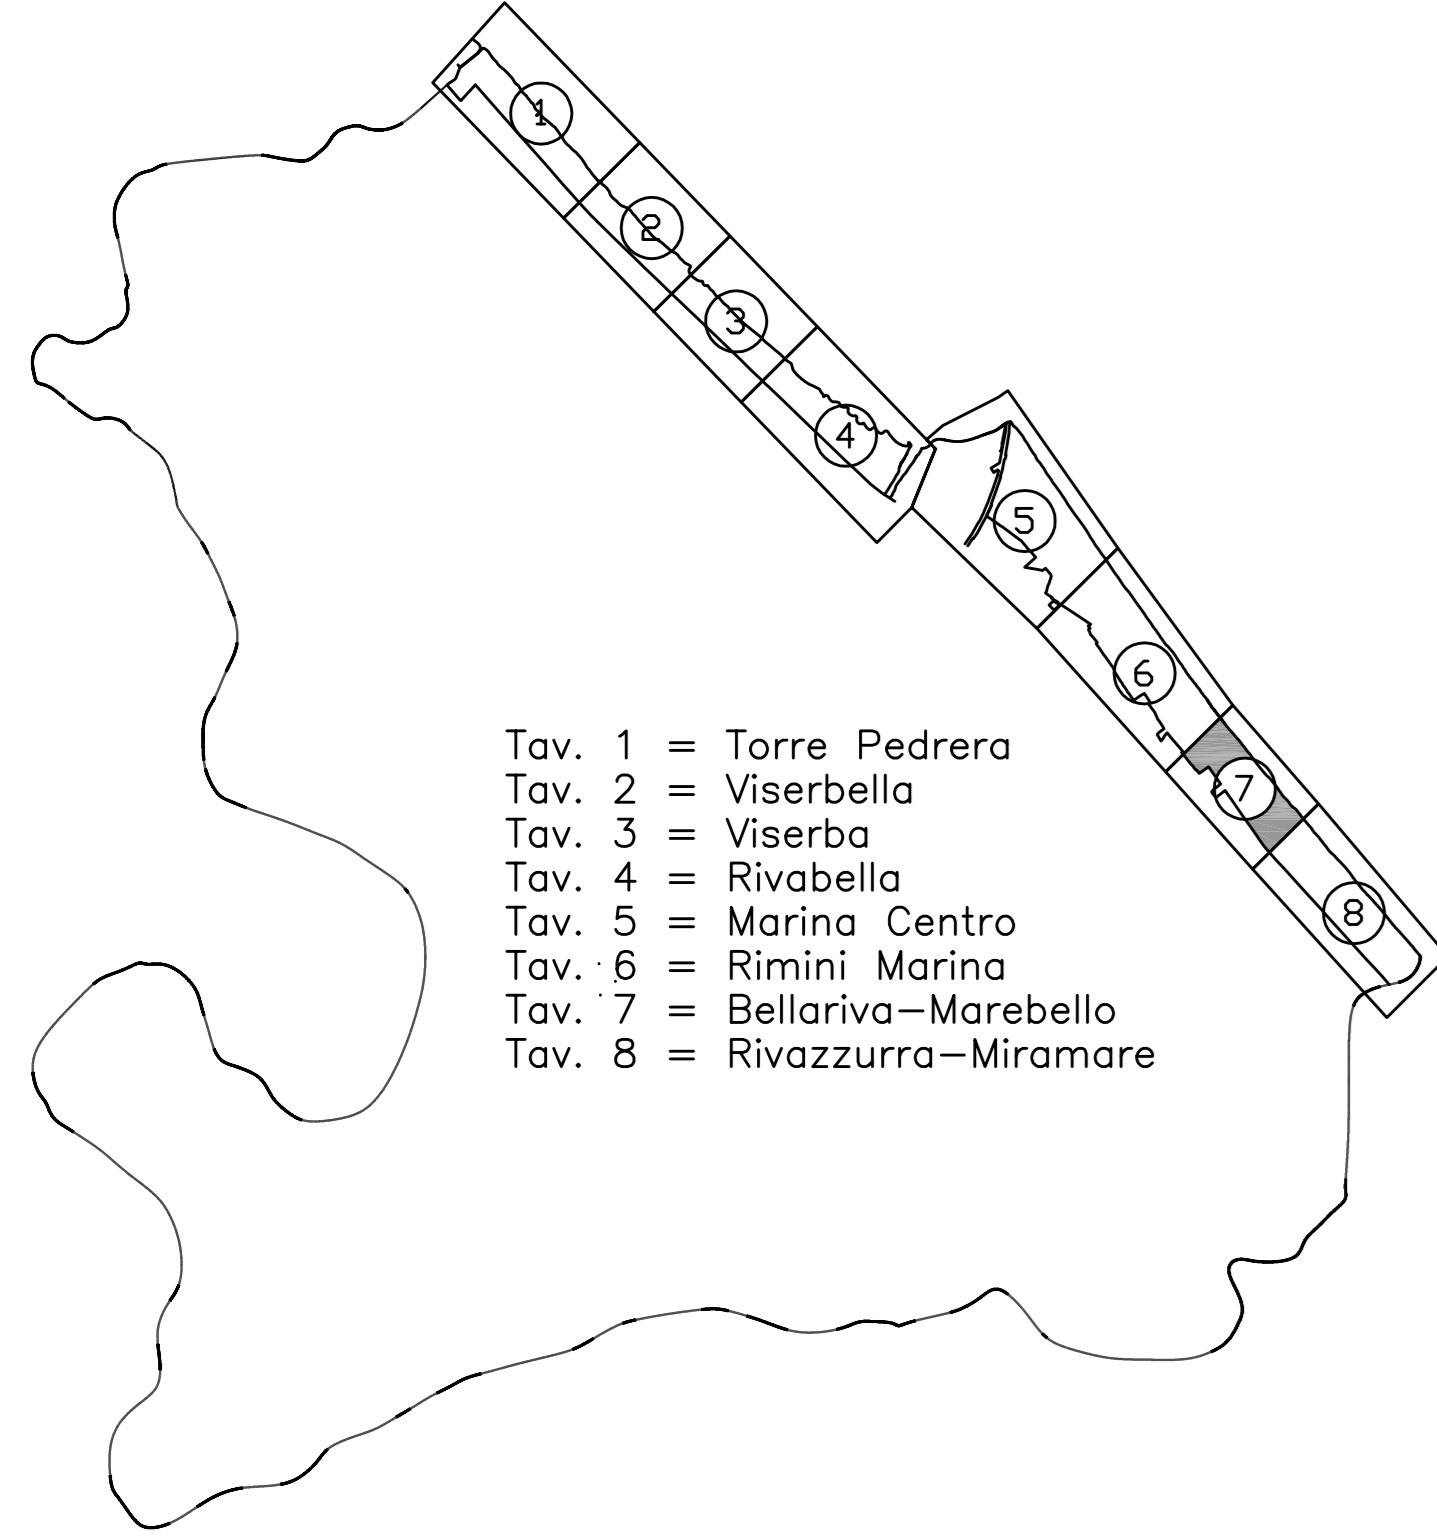 1
2
3
4
5
6
7
8
Tav. 1 = Torre Pedrera
Tav. 2 = Viserbella
Tav. 3 = Viserba
Tav. 4 = Rivabella
Tav. 5 = Marina Centro
Tav. 6 = Rimini Marina
Tav. 7 = Bellariva-Marebello
Tav. 8 = Rivazzurra-Miramare